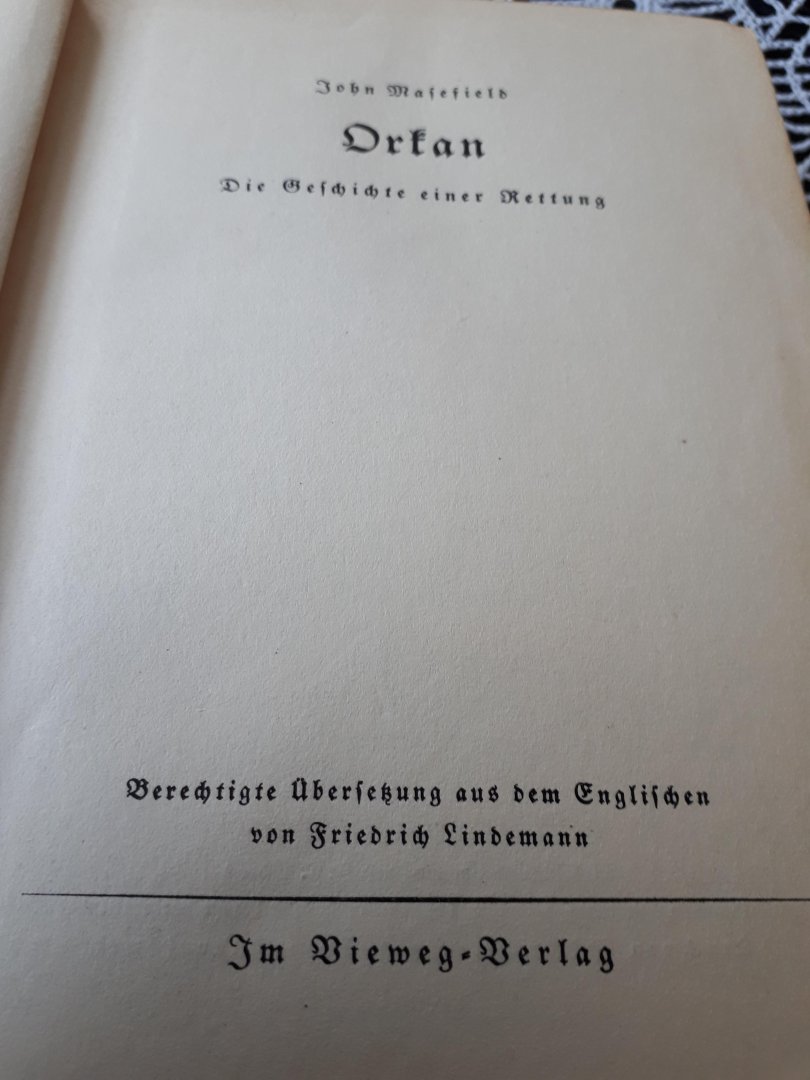 John Masefield
Orkan
Die Geschichte einer Rettung
Berechtigte Übersetzung aus dem Englischen
von Friedrich Lindemann
Im Vieweg-Verlag